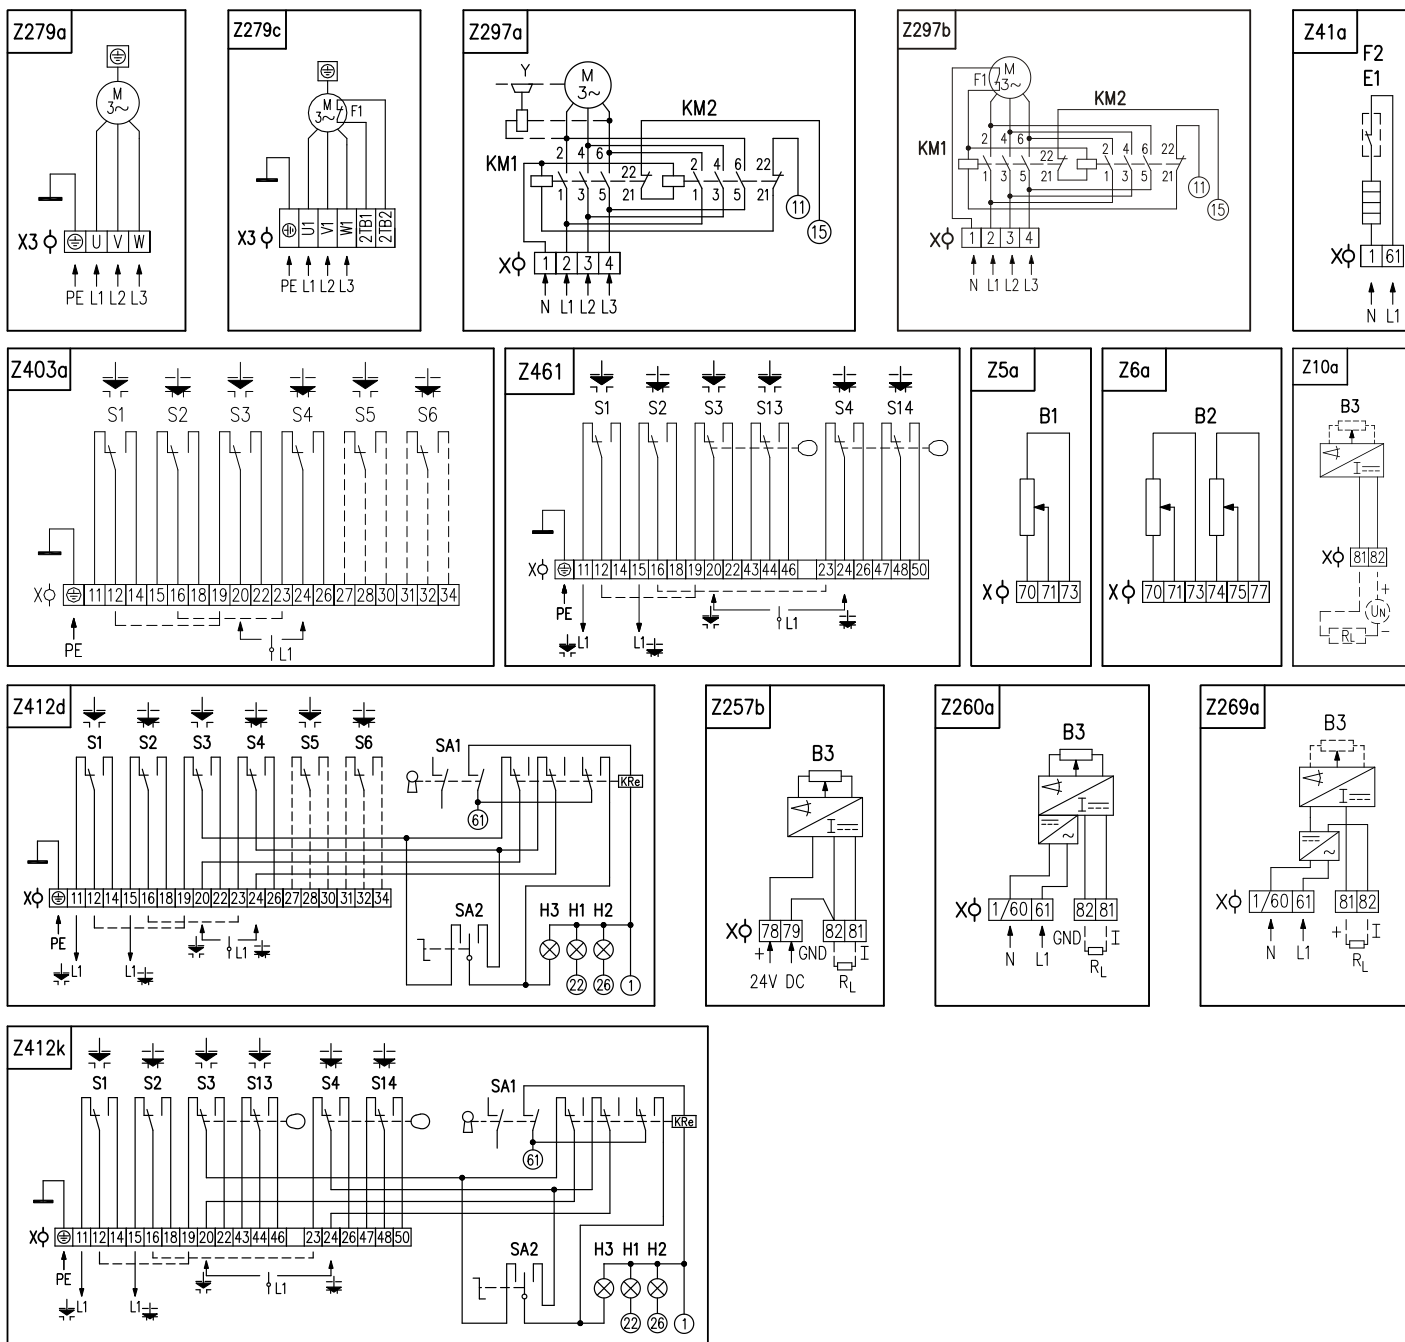 Z279a
M
3~
X3 U V W
PE L1 L2 L3
Z279c
M
3~
F1
X3 U1 V1 W1 2TB1 2TB2
PE L1 L2 L3
Z297a
Y
M
3~
KM2
KM1
2 4 6 22 2 4 6 22
1 3 5 21 1 3 5 21
11
15
X 1 2 3 4
N L1 L2 L3
Z297b
M
F1 3~
KM2
KM1
2 4 6 22 2 4 6 22
1 3 5 21 1 3 5 21
11
15
X 1 2 3 4
N L1 L2 L3
Z41a
F2
E1
X 1 61
N L1
Z403a
S1 S2 S3 S4 S5 S6
X 11 12 14 15 16 18 19 20 22 23 24 26 27 28 30 31 32 34
PE
L1
Z461
S1 S2 S3 S13 S4 S14
X 11 12 14 15 16 18 19 20 22 43 44 46 23 24 26 47 48 50
PE
L1 L1 L1
Z5a
B1
X 70 71 73
Z6a
B2
X 70 71 73 74 75 77
Z10a
B3
I
X 81 82
+
UN
RL −
Z412d
S1 S2 S3 S4 S5 S6
SA1
KRe
61
X 11 12 14 15 16 18 19 20 22 23 24 26 27 28 30 31 32 34
PE
L1 L1 L1
SA2 H3 H1 H2
22 26 1
Z257b
B3
I
X 78 79 82 81
+ GND I
24V DC RL
Z260a
B3
I
~
X 1/60 61 82 81
N L1 GND I
RL
Z269a
B3
I
~
X 1/60 61 81 82
N L1 + I
RL
Z412k
S1 S2 S3 S13 S4 S14
SA1
KRe
61
X 11 12 14 15 16 18 19 20 22 43 44 46 23 24 26 47 48 50
PE
L1 L1 L1
SA2 H3 H1 H2
22 26 1